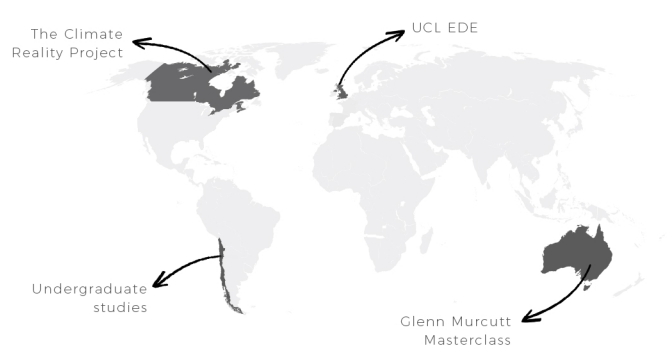 The Climate
Reality Project
UCL EDE
Undergraduate
studies
Glenn Murcutt
Masterclass